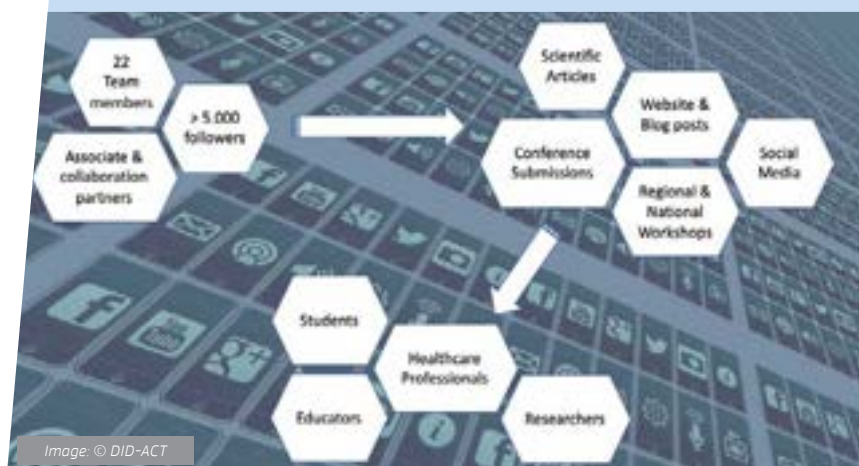 22
Team
members
> 5.000
followers
Associate &
collaboration
partners
Scientific
Articles
Website &
Blog posts
Conference
Submissions
Social
Media
Regional &
National
Workshops
Students
Healthcare
Professionals
Educators
Researchers
Image: © DID-ACT